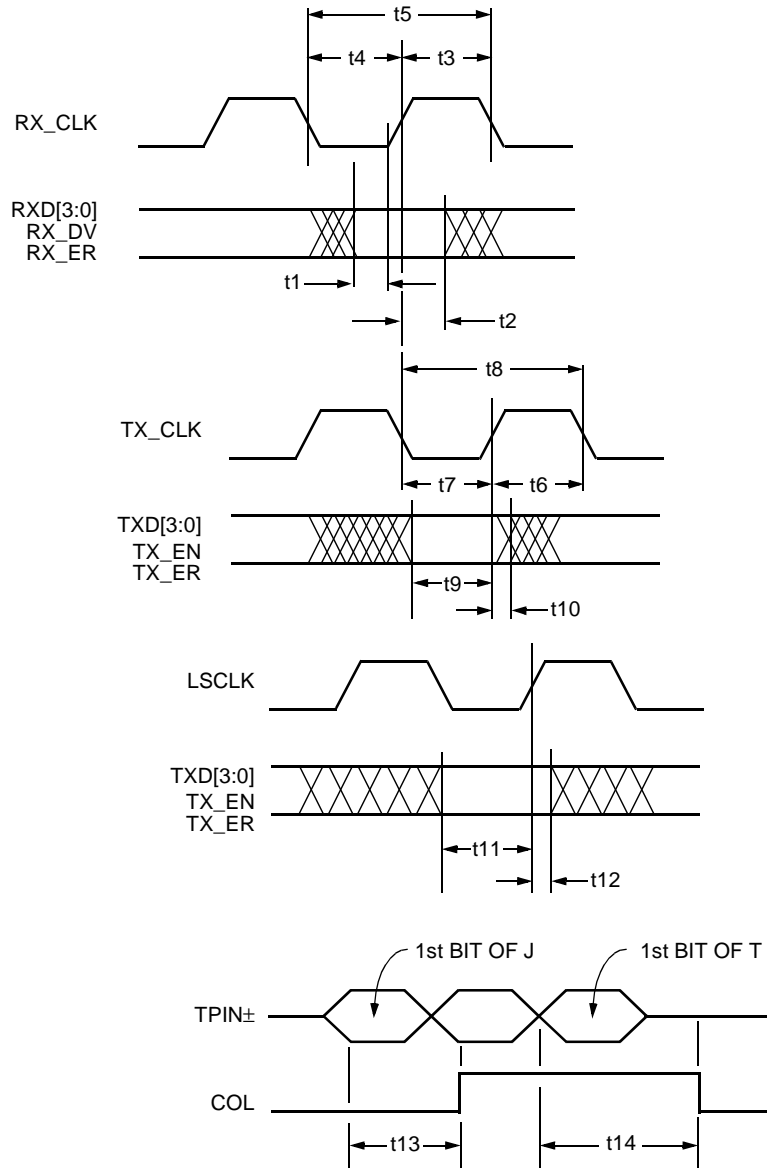 t5
t4 t3
RX_CLK
RXD[3:0]
RX_DV
RX_ER
t1
t2
t8
TX_CLK
t7 t6
TXD[3:0]
TX_EN
TX_ER
t9
t10
LSCLK
TXD[3:0]
TX_EN
TX_ER
t11
t12
1st BIT OF J 1st BIT OF T
TPIN±
COL
t13 t14